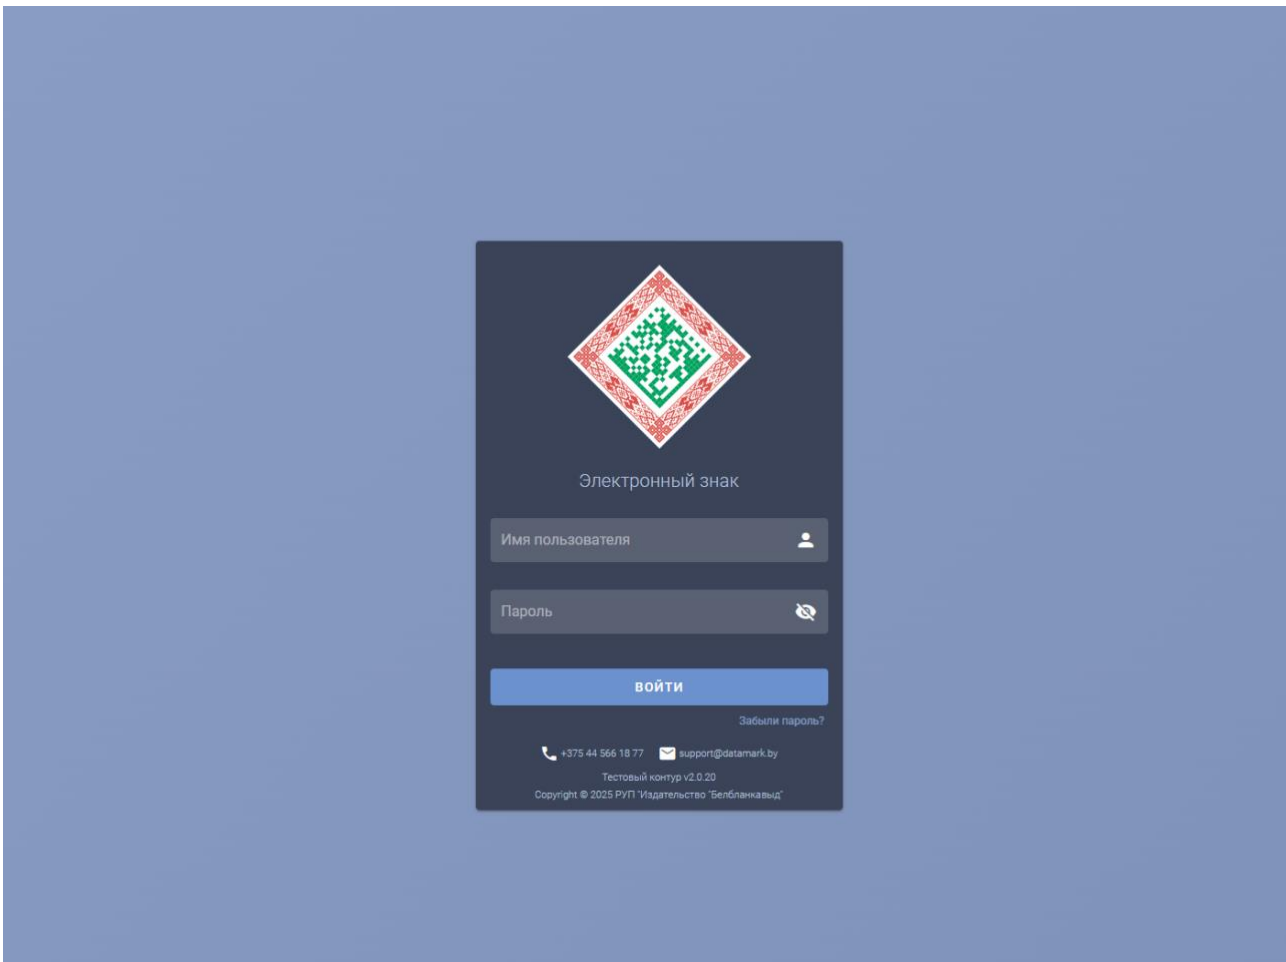 Электронный знак
Имя пользователя
Пароль
ВОЙТИ
Забыли пароль?
+375 44 566 18 77 support@datamark.by
Тестовый контур v2.0.20
Copyright © 2025 РУП "Издательство "Белбланкавыд"